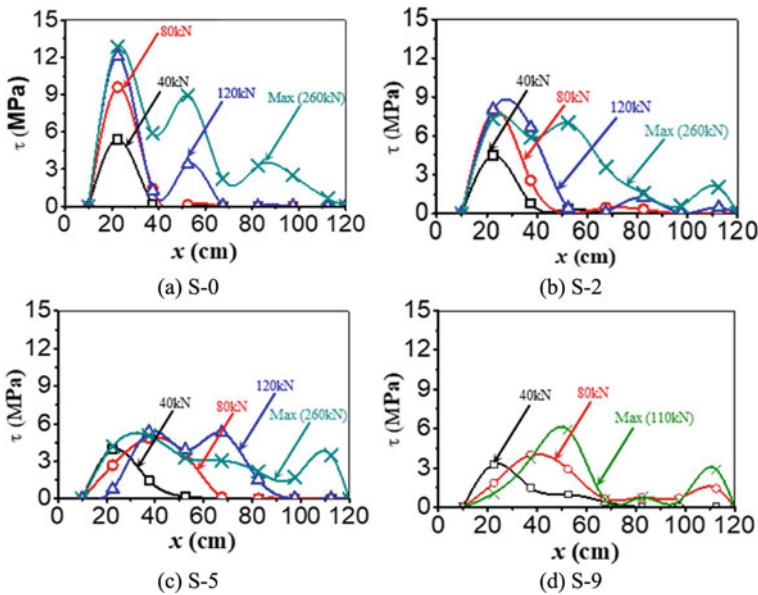 15
12
9
6
3
0
τ (MPa)
80kN
40kN
120kN
Max (260kN)
0 20 40 60 80 100 120
x (cm)
(a) S-0
15
12
9
6
3
0
τ (MPa)
40kN
80kN
120kN
Max (260kN)
0 20 40 60 80 100 120
x (cm)
(b) S-2
15
12
9
6
3
0
τ (MPa)
40kN
80kN
120kN
Max (260kN)
0 20 40 60 80 100 120
x (cm)
(c) S-5
15
12
9
6
3
0
τ (MPa)
40kN
80kN
Max (110kN)
0 20 40 60 80 100 120
x (cm)
(d) S-9